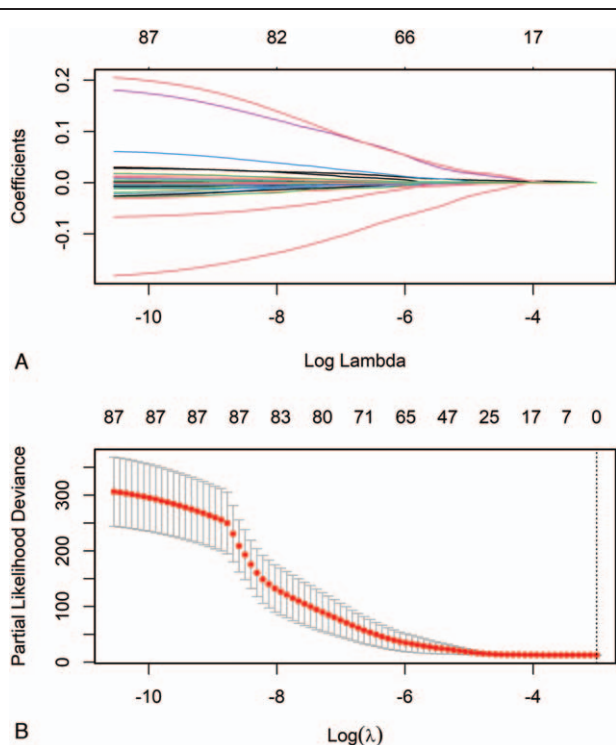 87 82 66 17
0.2
0.1
0.0
-0.1
Coefficients
-10 -8 -6 -4
Log Lambda
A
87 87 87 87 83 80 71 65 47 25 17 7 0
300
200
100
0
Partial Likelihood Deviance
-10 -8 -6 -4
Log(λ)
B